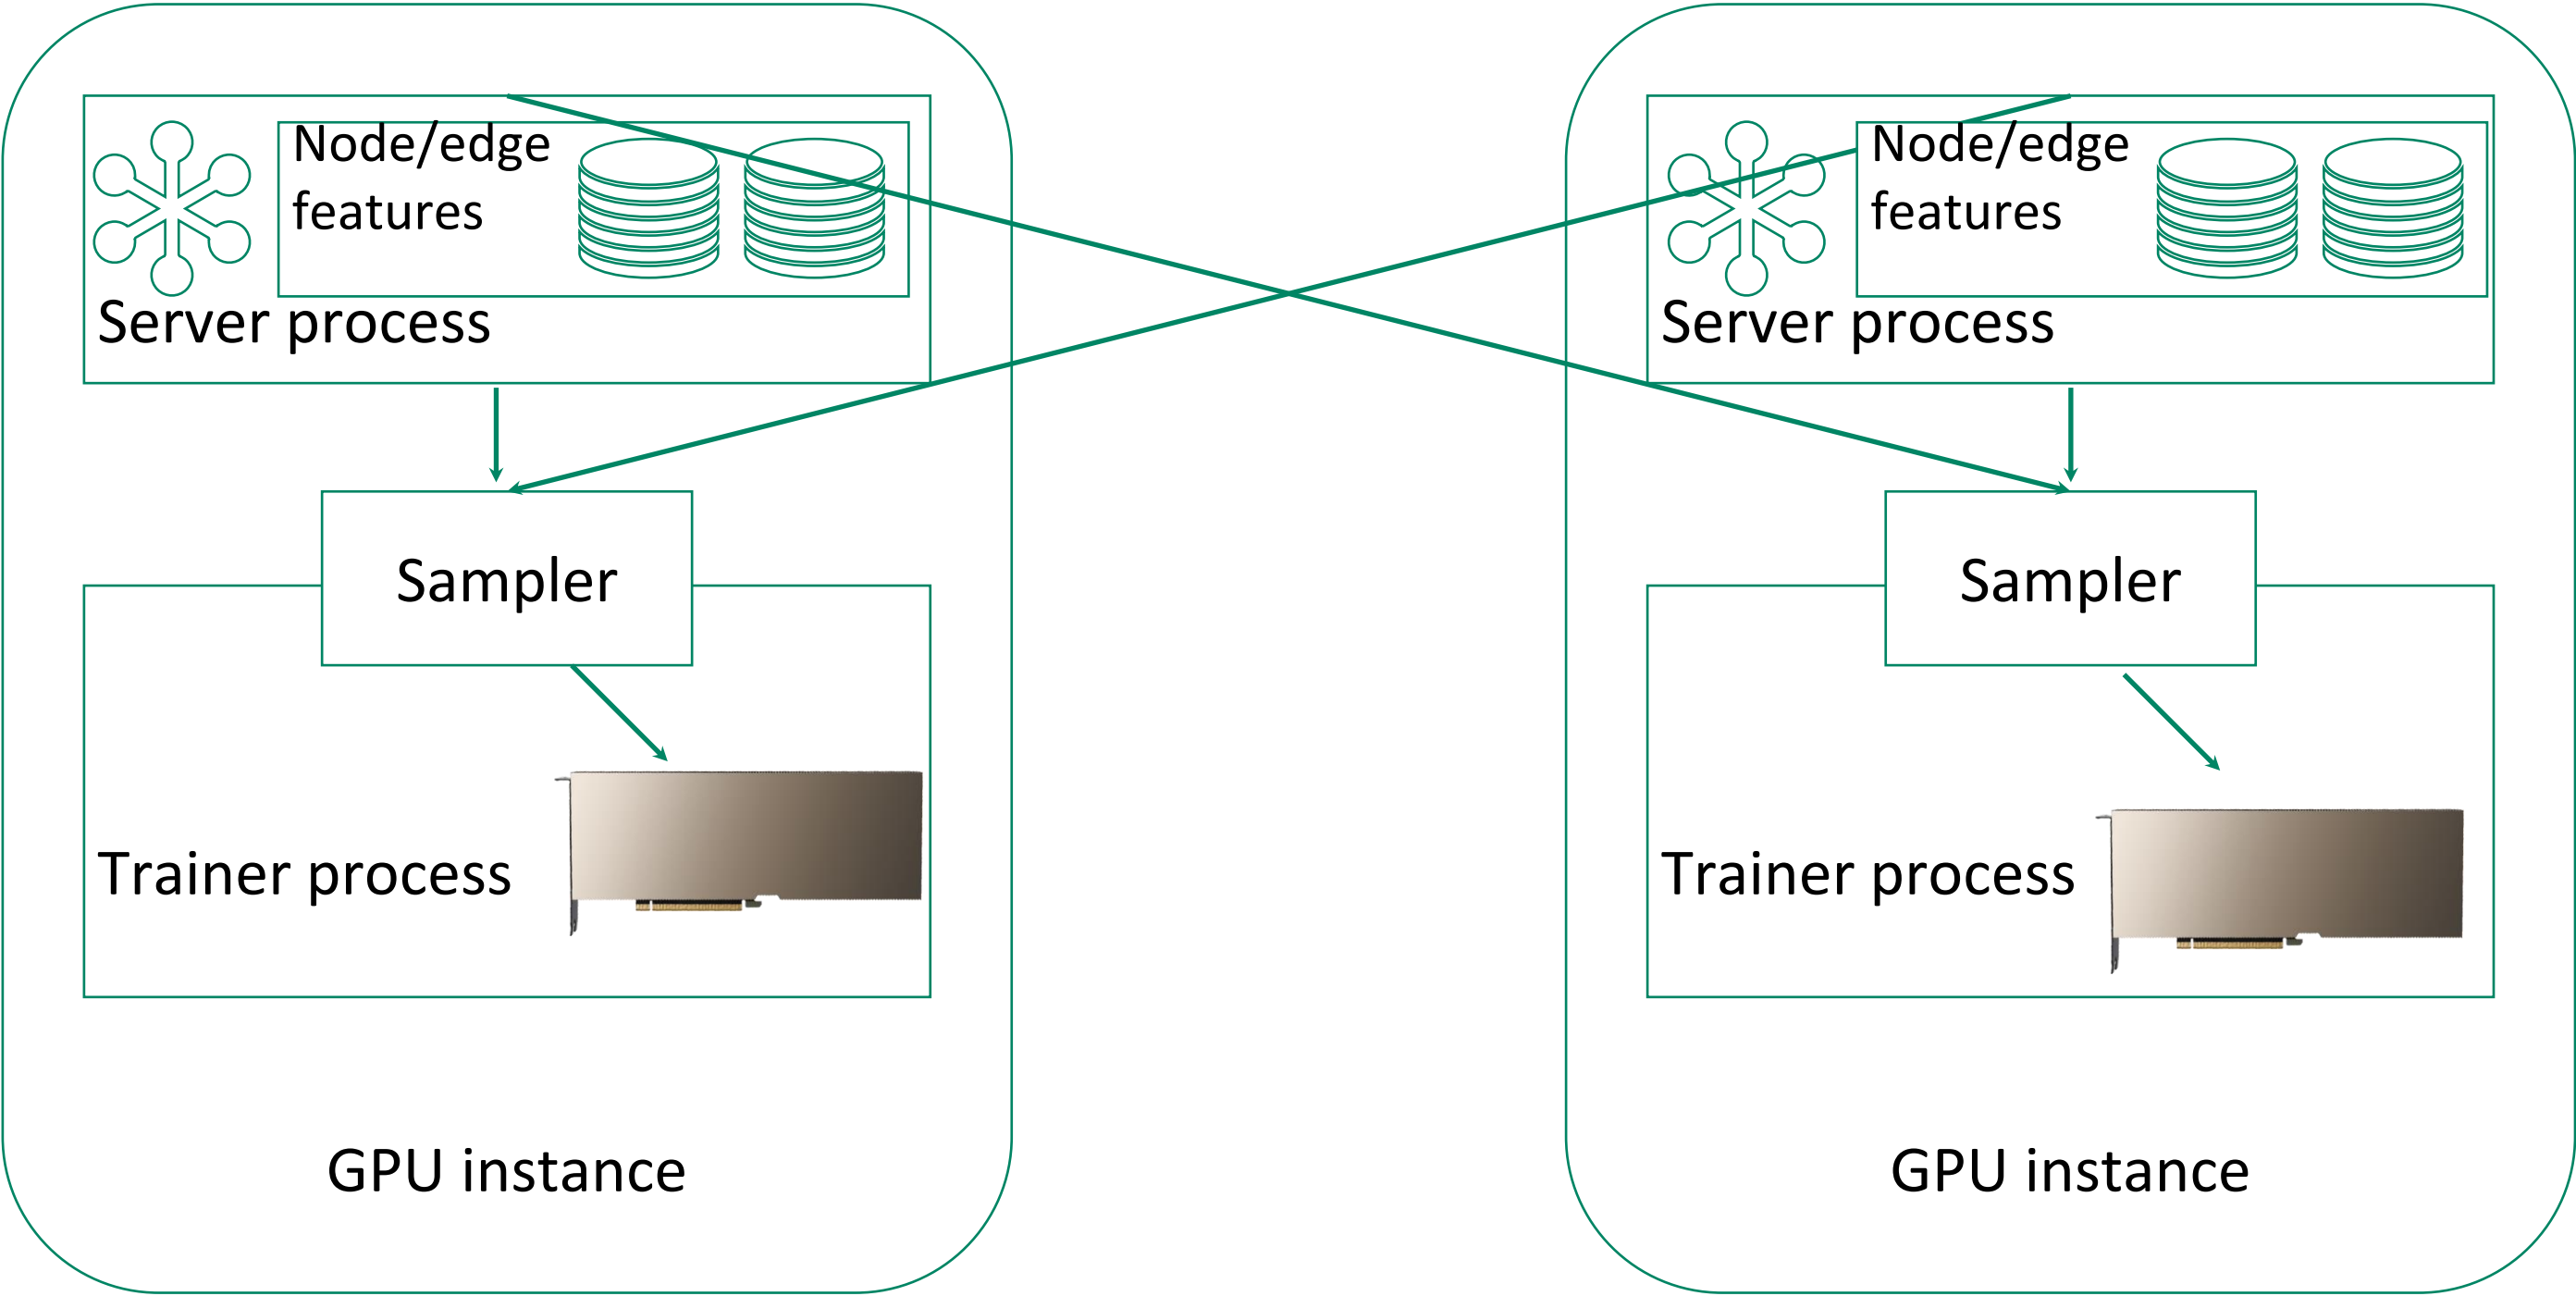 Node/edge
features
Server process
Sampler
Trainer process
GPU instance
Node/edge
features
Server process
Sampler
Trainer process
GPU instance